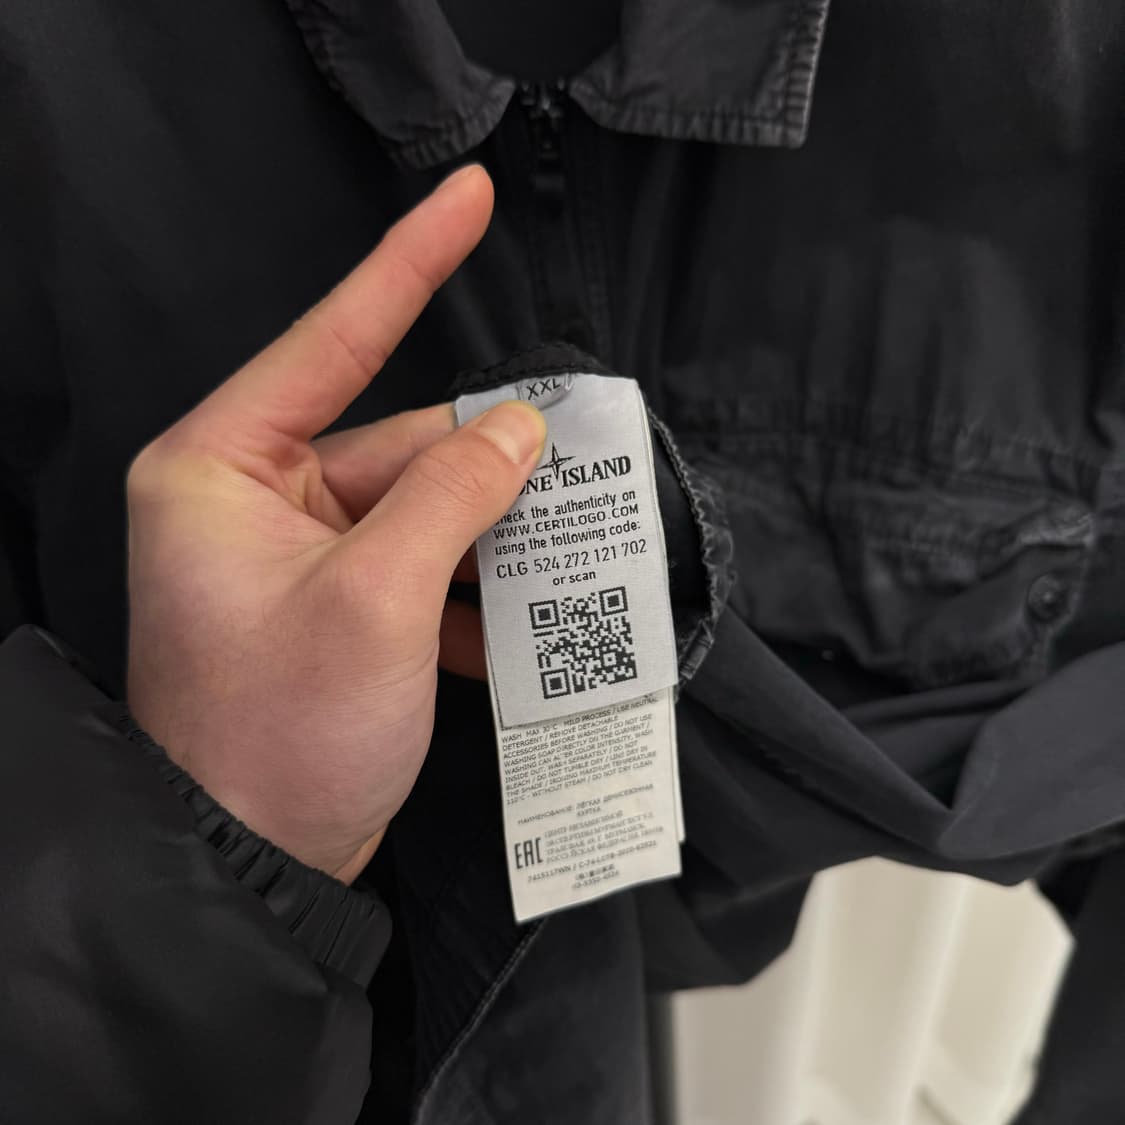 XXL
NE ISLAND
heck the authenticity on
WWW.CERTILOGO.COM
using the following code:
CLG 524 272 121 702
or scan
WASH MAX 30°C MILD PROCESS / USE NEUTRAL
DETERGENT / REMOVE DETACHABLE
ACCESSORIES BEFORE WASHING / DO NOT USE
WASHING SOAP DIRECTLY ON THE GARMENT /
WASHING CAN ALTER COLOR INTENSITY, WASH
INSIDE OUT, WASH SEPARATELY / DO NOT
BLEACH / DO NOT TUMBLE DRY / LINE DRY IN
THE SHADE / IRONING MAXIMUM TEMPERATURE
110°C - WITHOUT STEAM / DO NOT DRY CLEAN
EAC